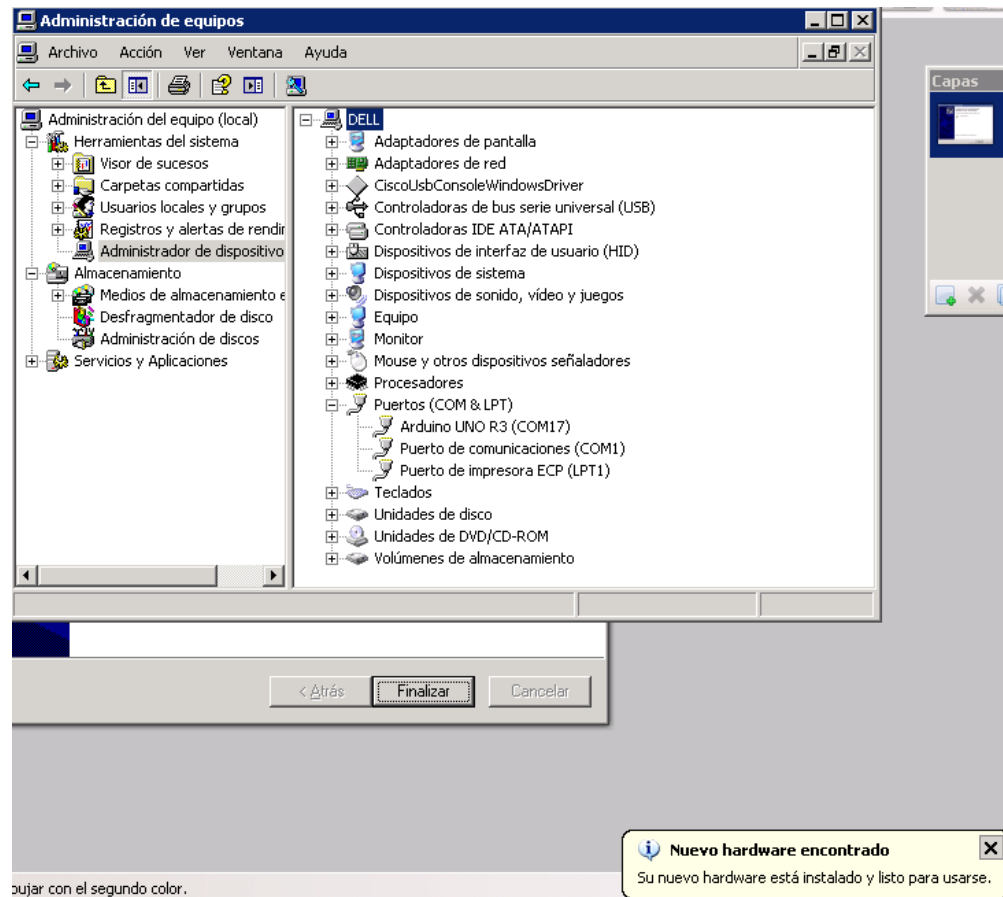 Administración de equipos
Archivo Acción Ver Ventana Ayuda
Administración del equipo (local)
Herramientas del sistema
Visor de sucesos
Carpetas compartidas
Usuarios locales y grupos
Registros y alertas de rendir
Administrador de dispositivo
Almacenamiento
Medios de almacenamiento e
Desfragmentador de disco
Administración de discos
Servicios y Aplicaciones
DELL
Adaptadores de pantalla
Adaptadores de red
CiscoUsbConsoleWindowsDriver
Controladoras de bus serie universal (USB)
Controladoras IDE ATA/ATAPI
Dispositivos de interfaz de usuario (HID)
Dispositivos de sistema
Dispositivos de sonido, vídeo y juegos
Equipo
Monitor
Mouse y otros dispositivos señaladores
Procesadores
Puertos (COM & LPT)
Arduino UNO R3 (COM17)
Puerto de comunicaciones (COM1)
Puerto de impresora ECP (LPT1)
Teclados
Unidades de disco
Unidades de DVD/CD-ROM
Volúmenes de almacenamiento
Capas
< Atrás Finalizar Cancelar
Nuevo hardware encontrado
Su nuevo hardware está instalado y listo para usarse.
bujar con el segundo color.